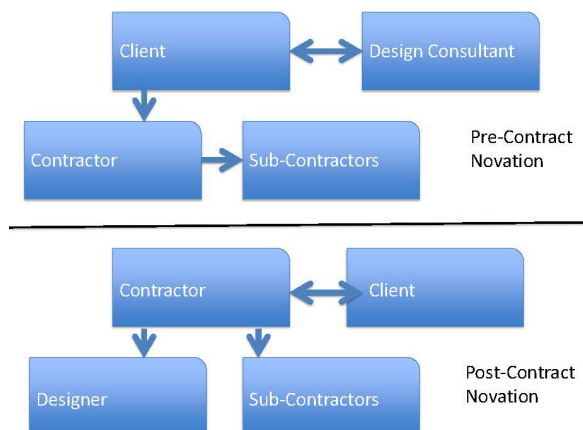 Client
Design Consultant
Contractor
Sub-Contractors
Pre-Contract
Novation
Contractor
Client
Designer
Sub-Contractors
Post-Contract
Novation